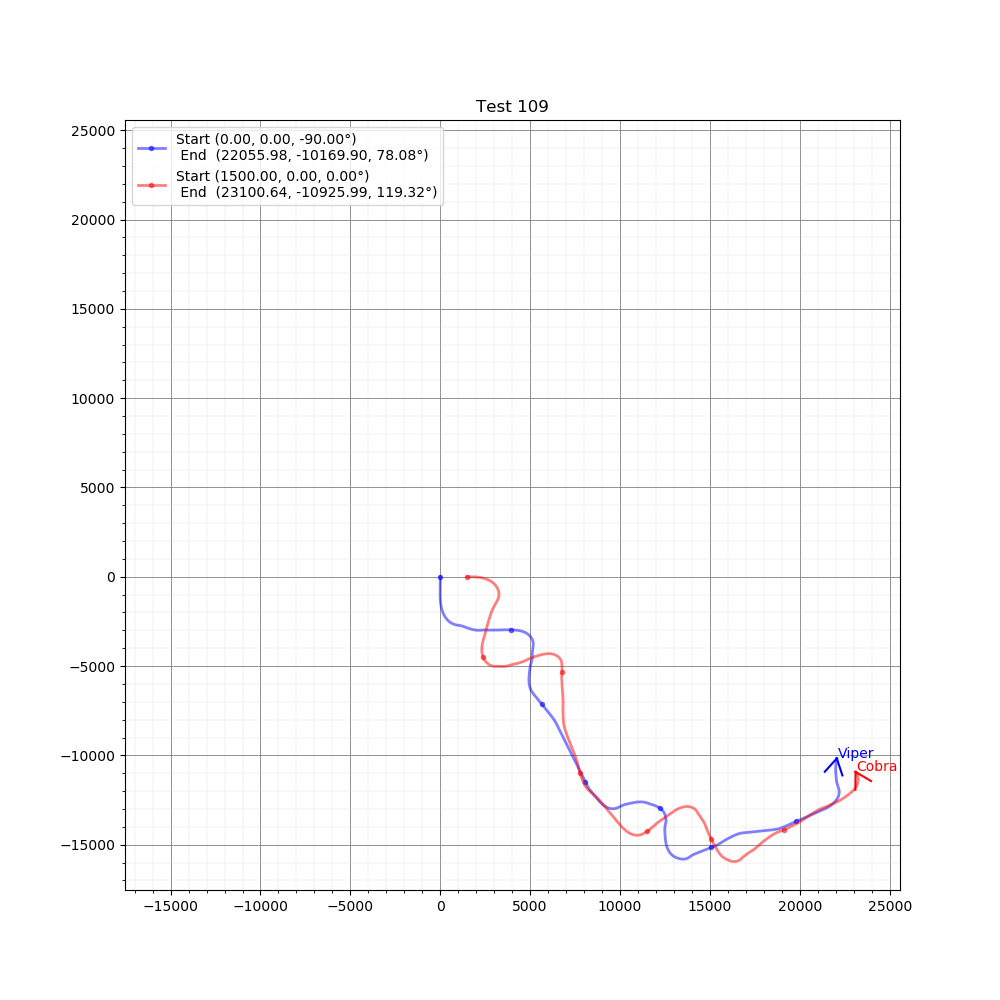 Test 109
Start (0.00, 0.00, -90.00°)
End  (22055.98, -10169.90, 78.08°)
Start (1500.00, 0.00, 0.00°)
End  (23100.64, -10925.99, 119.32°)
25000
20000
15000
10000
5000
0
−5000
−10000
−15000
Viper
Cobra
−15000 −10000 −5000 0 5000 10000 15000 20000 25000